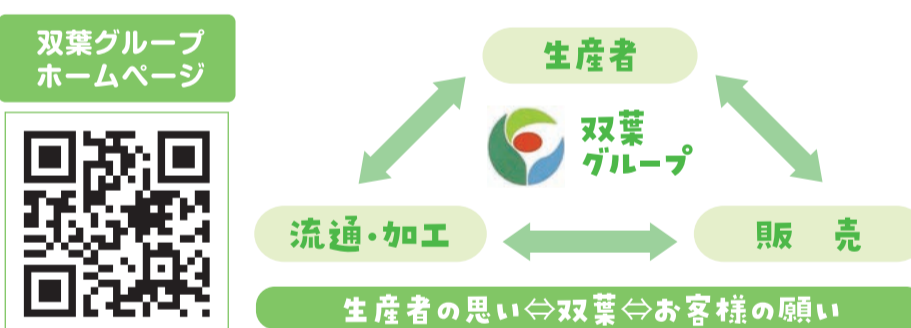 双葉グループ
ホームページ
生産者
双葉
グループ
流通・加工
販 売
生産者の思い⇔双葉⇔お客様の願い